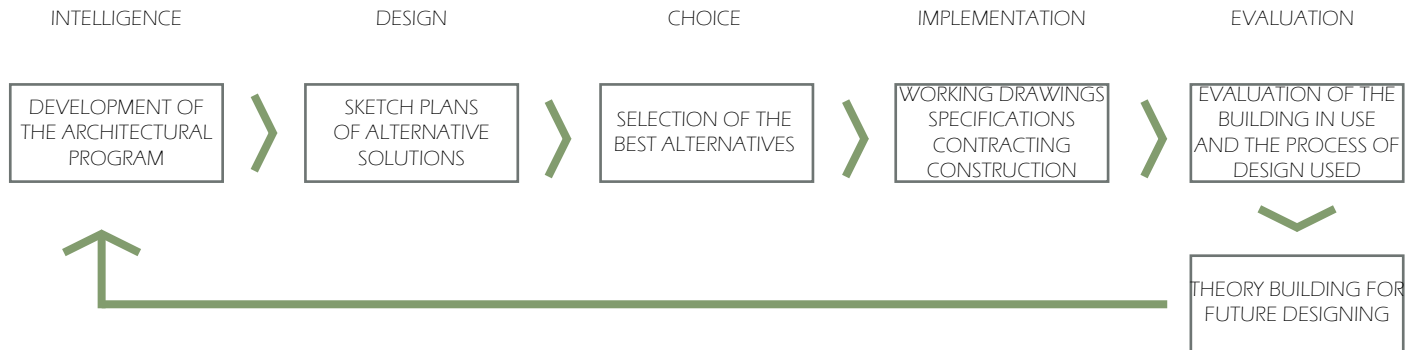 INTELLIGENCE
DESIGN
CHOICE
IMPLEMENTATION
EVALUATION
DEVELOPMENT OF
THE ARCHITECTURAL
PROGRAM
SKETCH PLANS
OF ALTERNATIVE
SOLUTIONS
SELECTION OF THE
BEST ALTERNATIVES
WORKING DRAWINGS
SPECIFICATIONS
CONTRACTING
CONSTRUCTION
EVALUATION OF THE
BUILDING IN USE
AND THE PROCESS OF
DESIGN USED
THEORY BUILDING FOR
FUTURE DESIGNING